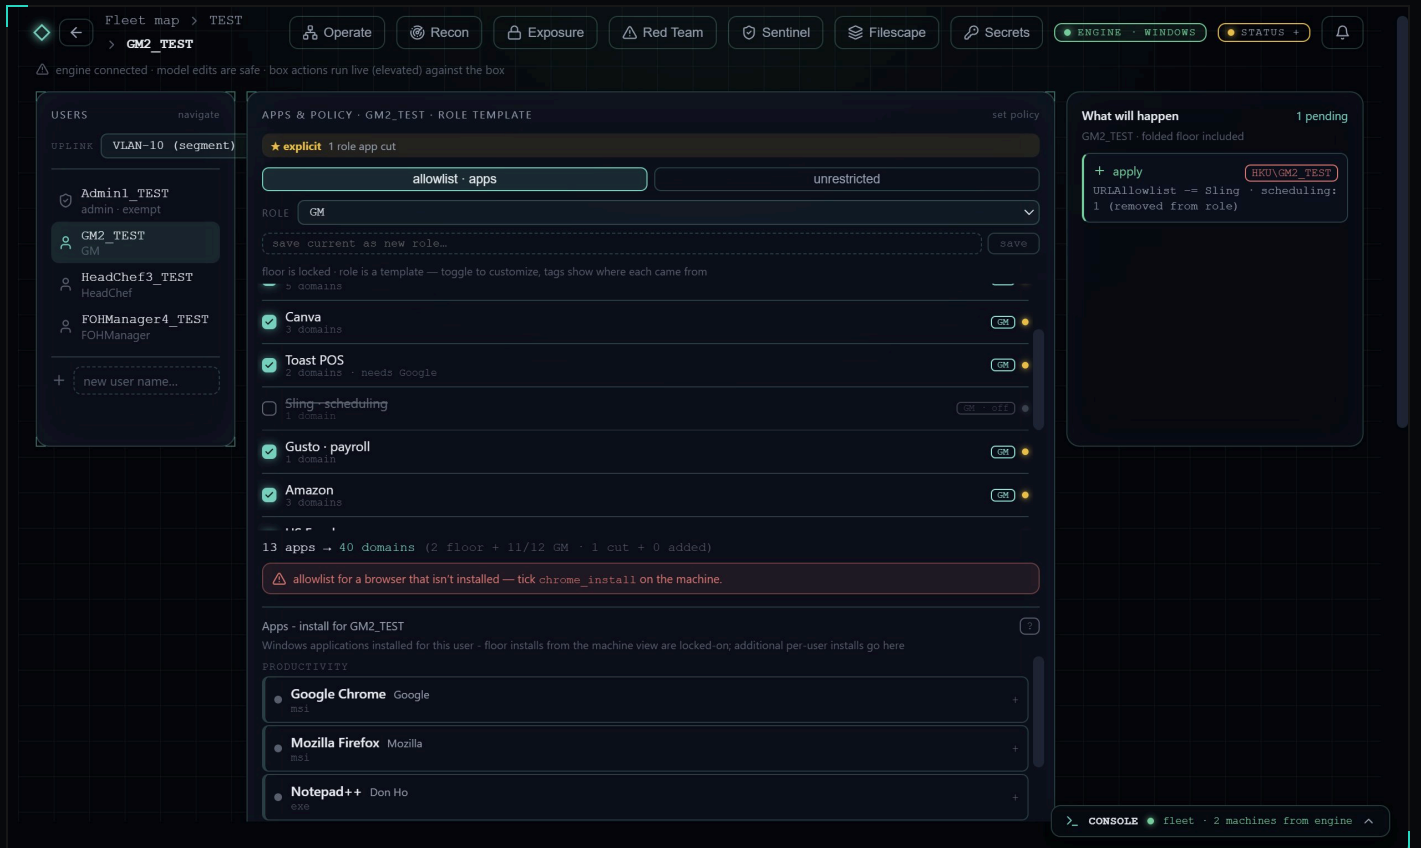 Fleet map > TEST
> GM2_TEST
Operate
Recon
Exposure
Red Team
Sentinel
Filescape
Secrets
ENGINE · WINDOWS
STATUS +
engine connected · model edits are safe · box actions run live (elevated) against the box
USERS
navigate
UPLINK
VLAN-10 (segment)
Admin1_TEST
admin · exempt
GM2_TEST
GM
HeadChef3_TEST
HeadChef
FOHManager4_TEST
FOHManager
+ new user name...
APPS & POLICY · GM2_TEST · ROLE TEMPLATE
set policy
★ explicit 1 role app cut
allowlist · apps
unrestricted
ROLE GM
save current as new role…
save
floor is locked · role is a template — toggle to customize, tags show where each came from
5 domains
Canva
3 domains
GM
Toast POS
2 domains · needs Google
GM
Sling · scheduling
1 domain
GM · off
Gusto · payroll
1 domain
GM
Amazon
3 domains
GM
13 apps → 40 domains (2 floor + 11/12 GM · 1 cut + 0 added)
allowlist for a browser that isn't installed — tick chrome_install on the machine.
Apps - install for GM2_TEST
?
Windows applications installed for this user - floor installs from the machine view are locked-on; additional per-user installs go here
PRODUCTIVITY
Google Chrome Google
msi
+
Mozilla Firefox Mozilla
msi
+
Notepad++ Don Ho
exe
+
What will happen
1 pending
GM2_TEST · folded floor included
+ apply
HKU\GM2_TEST
URLAllowlist -= Sling · scheduling:
1 (removed from role)
>_ CONSOLE fleet · 2 machines from engine